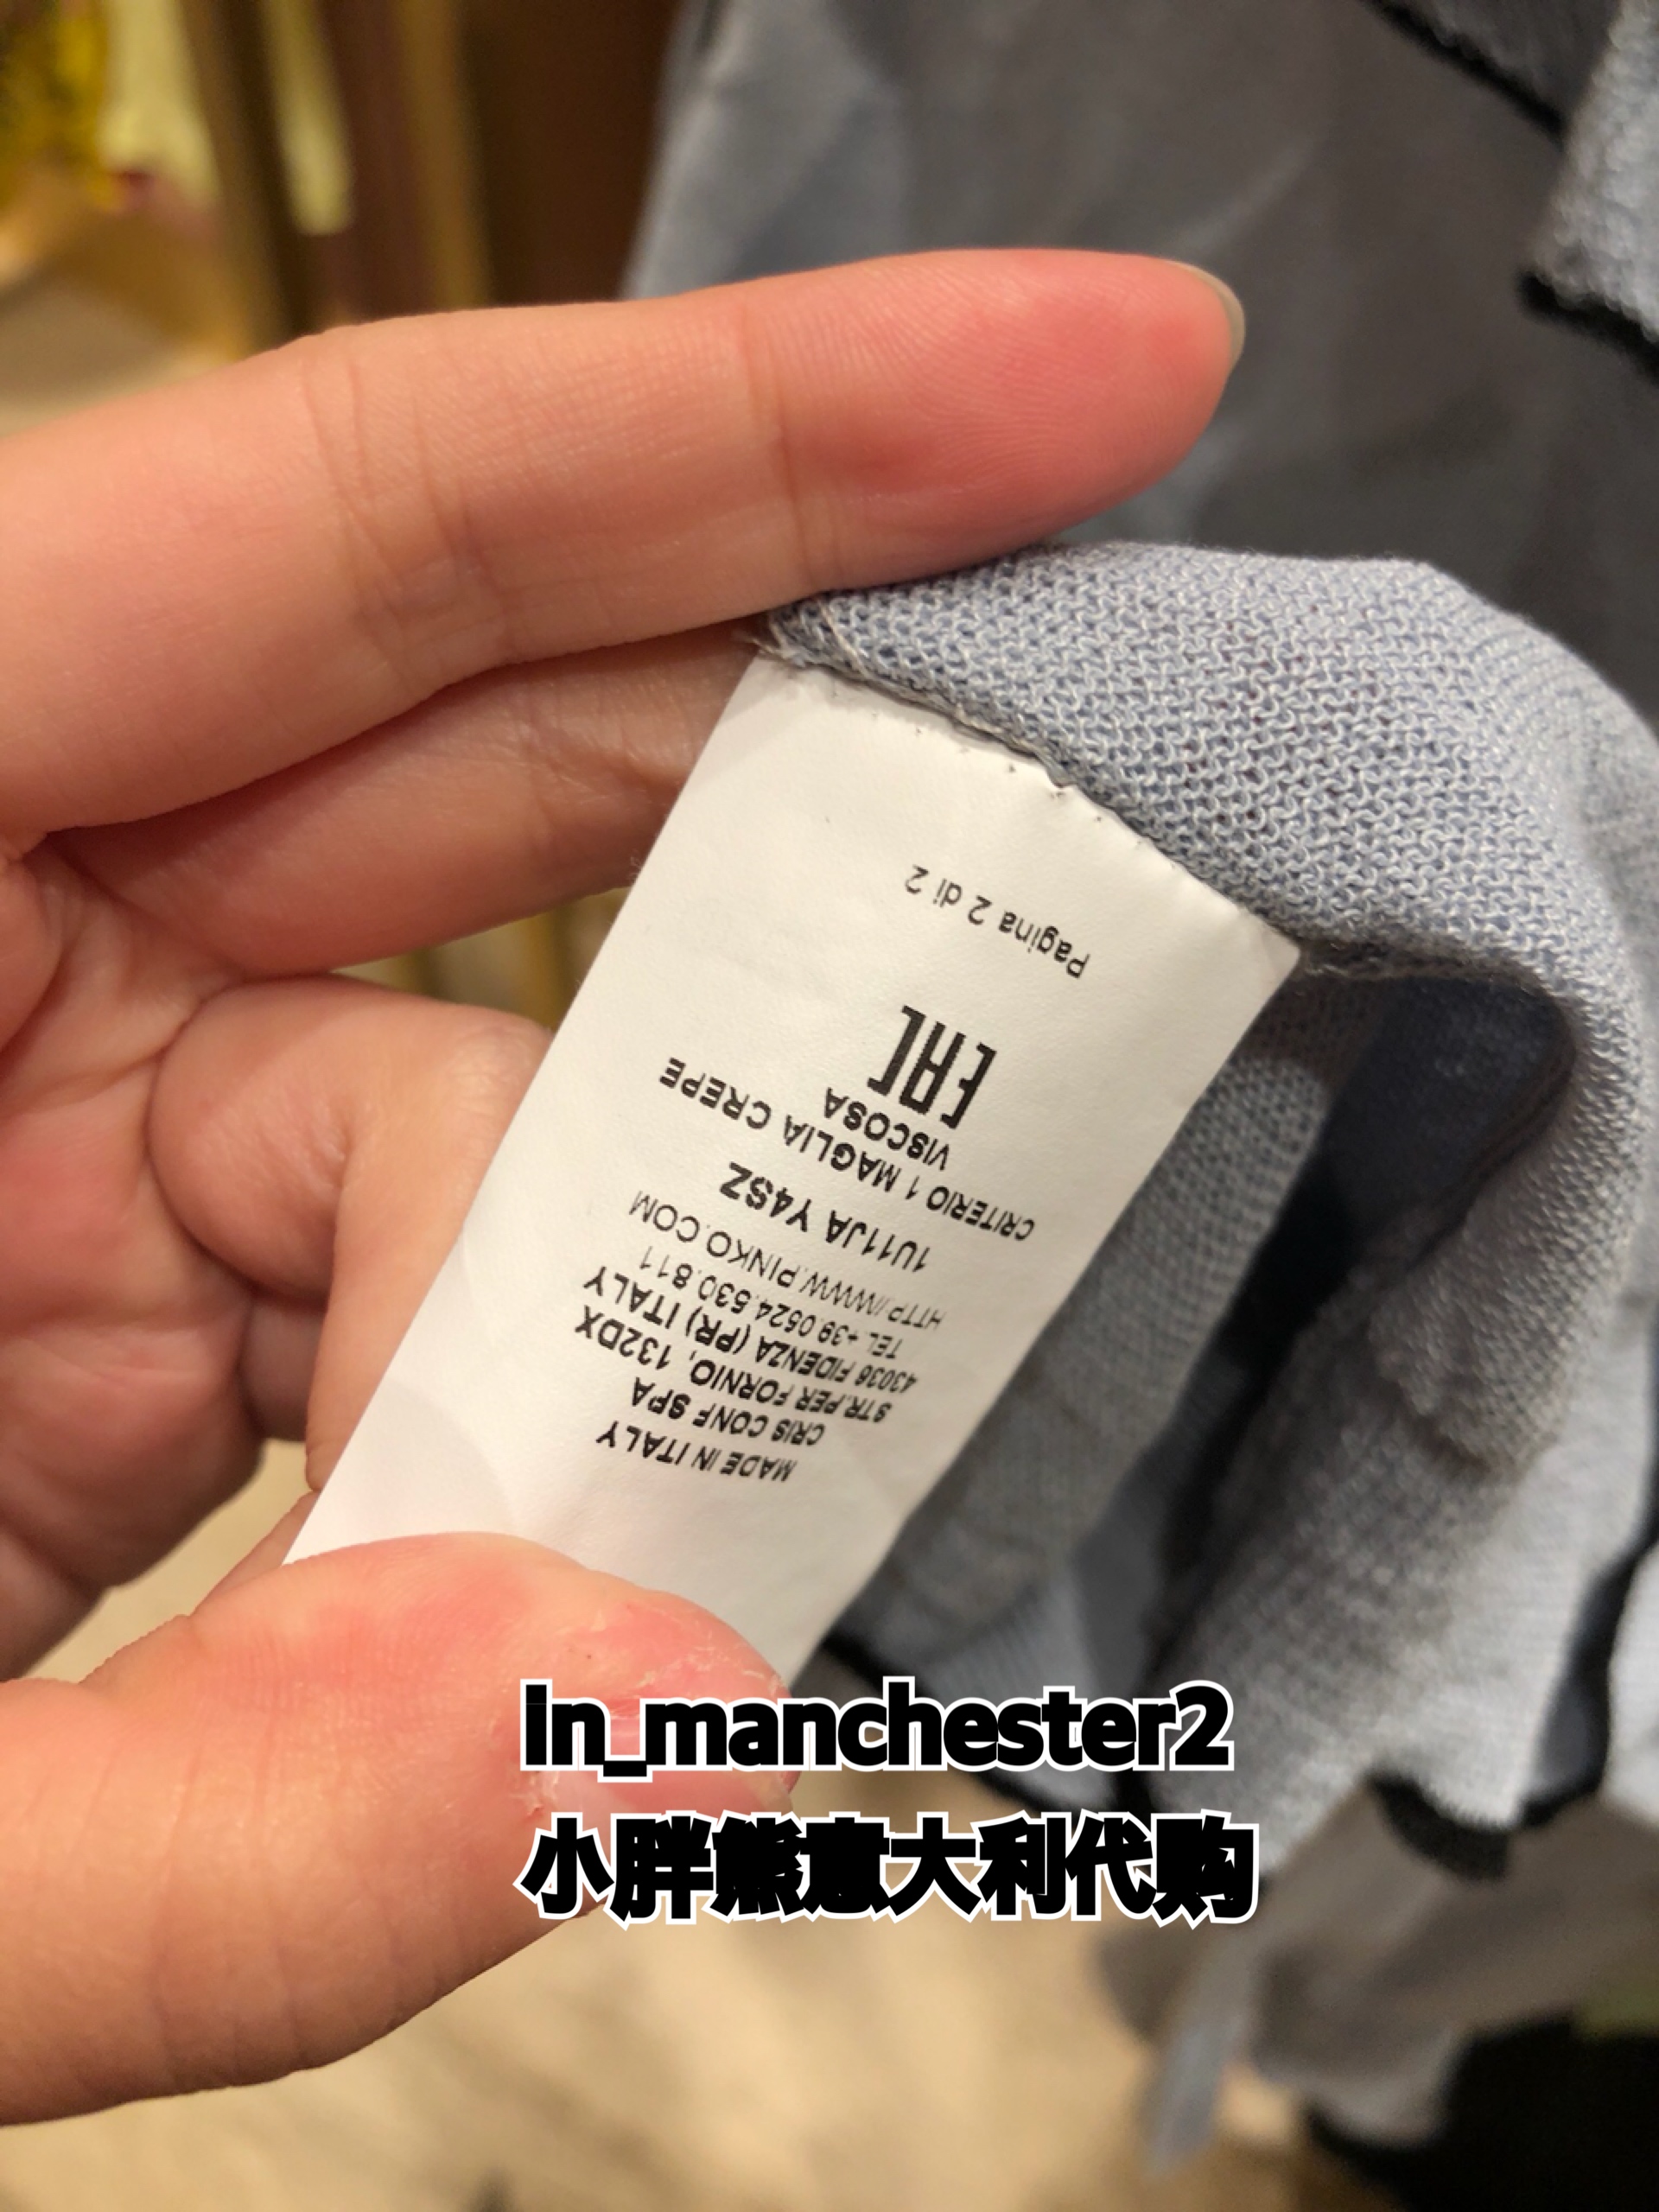 MADE IN ITALY
CRIS CONF SPA
STR.PER FORNIO, 132DX
43036 FIDENZA (PR) ITALY
TEL +39 0524.530.811
HTTP://WWW.PINKO.COM
1U11JA Y4SZ
CRITERIO 1 MAGLIA CREPE
VISCOSA
EAC
Pagina 2 di 2
in_manchester2
小胖熊意大利代购